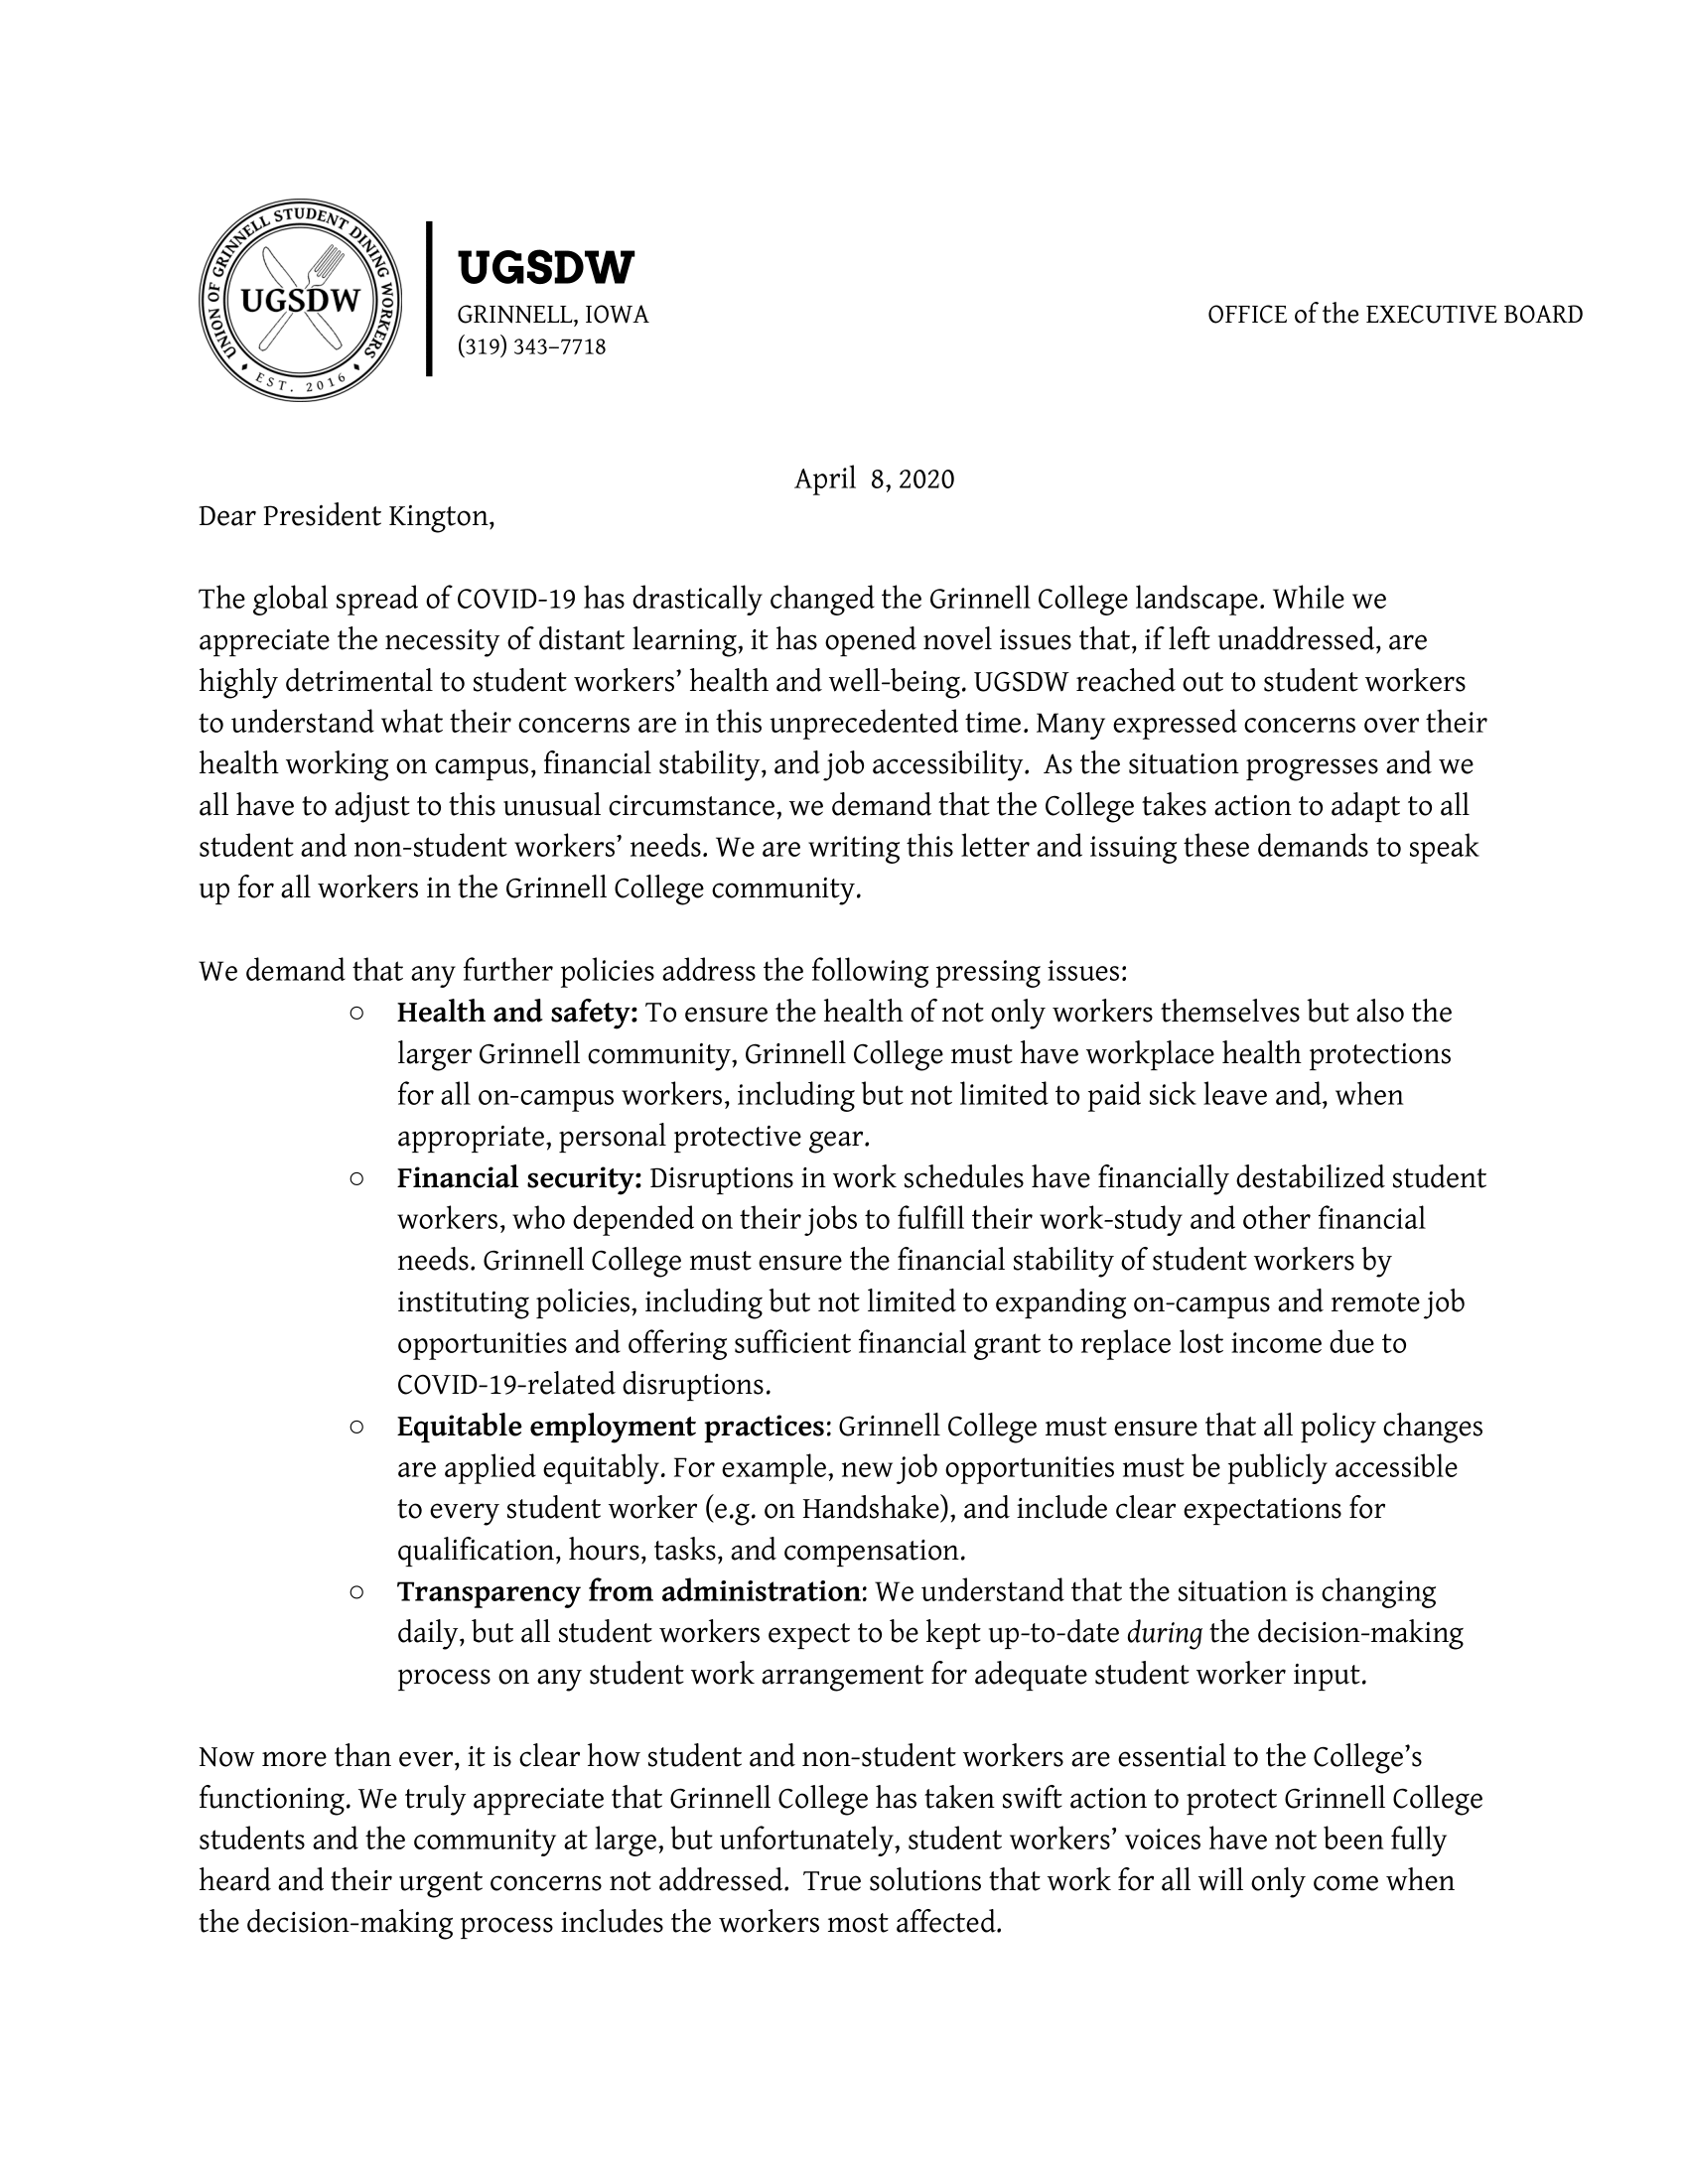 UNION OF GRINNELL STUDENT DINING WORKERS
UGSDW
EST. 2016
UGSDW
GRINNELL, IOWA
(319) 343–7718
OFFICE of the EXECUTIVE BOARD
April  8, 2020
Dear President Kington,
The global spread of COVID-19 has drastically changed the Grinnell College landscape. While we
appreciate the necessity of distant learning, it has opened novel issues that, if left unaddressed, are
highly detrimental to student workers’ health and well-being. UGSDW reached out to student workers
to understand what their concerns are in this unprecedented time. Many expressed concerns over their
health working on campus, financial stability, and job accessibility.  As the situation progresses and we
all have to adjust to this unusual circumstance, we demand that the College takes action to adapt to all
student and non-student workers’ needs. We are writing this letter and issuing these demands to speak
up for all workers in the Grinnell College community.
We demand that any further policies address the following pressing issues:
○ Health and safety: To ensure the health of not only workers themselves but also the
larger Grinnell community, Grinnell College must have workplace health protections
for all on-campus workers, including but not limited to paid sick leave and, when
appropriate, personal protective gear.
○ Financial security: Disruptions in work schedules have financially destabilized student
workers, who depended on their jobs to fulfill their work-study and other financial
needs. Grinnell College must ensure the financial stability of student workers by
instituting policies, including but not limited to expanding on-campus and remote job
opportunities and offering sufficient financial grant to replace lost income due to
COVID-19-related disruptions.
○ Equitable employment practices: Grinnell College must ensure that all policy changes
are applied equitably. For example, new job opportunities must be publicly accessible
to every student worker (e.g. on Handshake), and include clear expectations for
qualification, hours, tasks, and compensation.
○ Transparency from administration: We understand that the situation is changing
daily, but all student workers expect to be kept up-to-date during the decision-making
process on any student work arrangement for adequate student worker input.
Now more than ever, it is clear how student and non-student workers are essential to the College’s
functioning. We truly appreciate that Grinnell College has taken swift action to protect Grinnell College
students and the community at large, but unfortunately, student workers’ voices have not been fully
heard and their urgent concerns not addressed.  True solutions that work for all will only come when
the decision-making process includes the workers most affected.